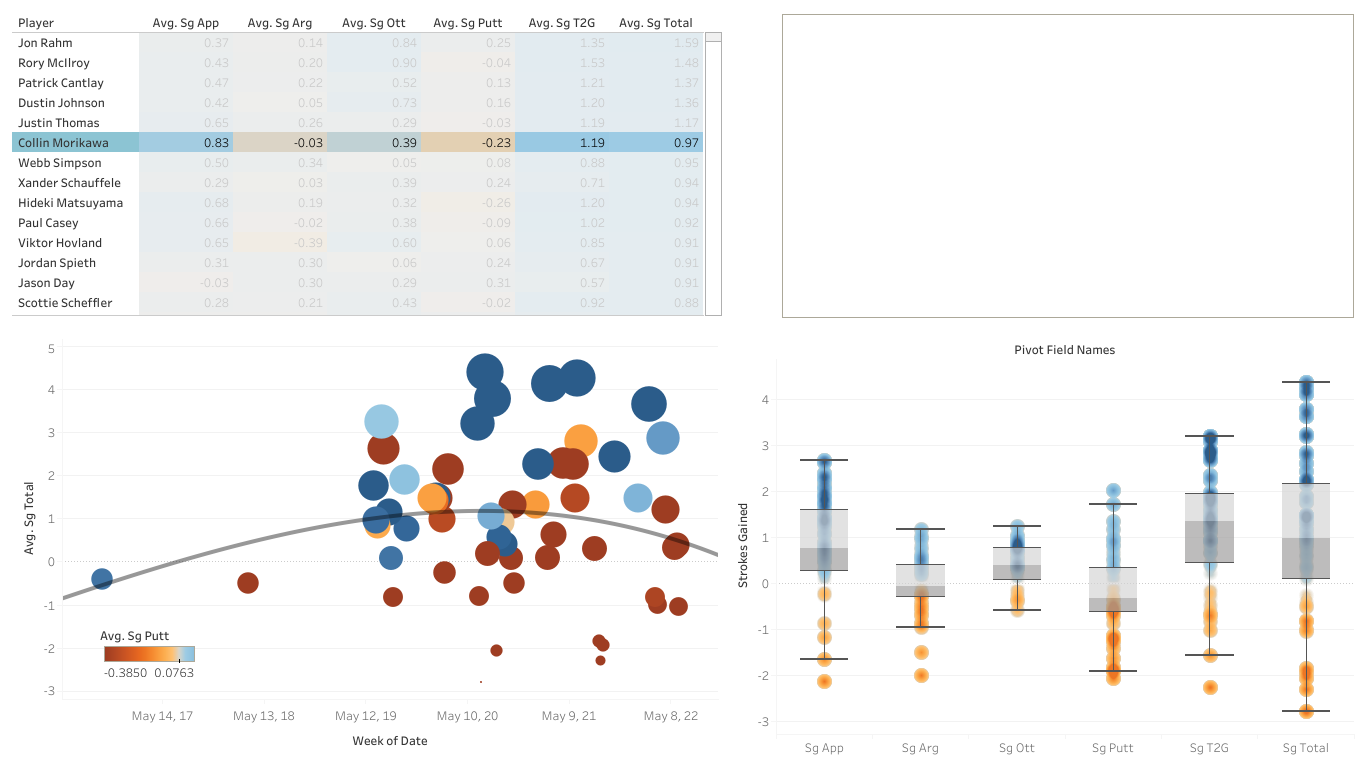 Player Avg. Sg App Avg. Sg Arg Avg. Sg Ott Avg. Sg Putt Avg. Sg T2G Avg. Sg Total
Jon Rahm 0.37 0.14 0.84 0.25 1.35 1.59
Rory McIlroy 0.43 0.20 0.90 -0.04 1.53 1.48
Patrick Cantlay 0.47 0.22 0.52 0.13 1.21 1.37
Dustin Johnson 0.42 0.05 0.73 0.16 1.20 1.36
Justin Thomas 0.65 0.26 0.29 -0.03 1.19 1.17
Collin Morikawa 0.83 -0.03 0.39 -0.23 1.19 0.97
Webb Simpson 0.50 0.34 0.05 0.08 0.88 0.95
Xander Schauffele 0.29 0.03 0.39 0.24 0.71 0.94
Hideki Matsuyama 0.68 0.19 0.32 -0.26 1.20 0.94
Paul Casey 0.66 -0.02 0.38 -0.09 1.02 0.92
Viktor Hovland 0.65 -0.39 0.60 0.06 0.85 0.91
Jordan Spieth 0.31 0.30 0.06 0.24 0.67 0.91
Jason Day -0.03 0.30 0.29 0.31 0.57 0.91
Scottie Scheffler 0.28 0.21 0.43 -0.02 0.92 0.88
5
4
3
2
1
0
-1
-2
-3
Avg. Sg Total
Avg. Sg Putt
-0.3850 0.0763
May 14, 17 May 13, 18 May 12, 19 May 10, 20 May 9, 21 May 8, 22
Week of Date
Pivot Field Names
4
3
2
1
0
-1
-2
-3
Strokes Gained
Sg App Sg Arg Sg Ott Sg Putt Sg T2G Sg Total